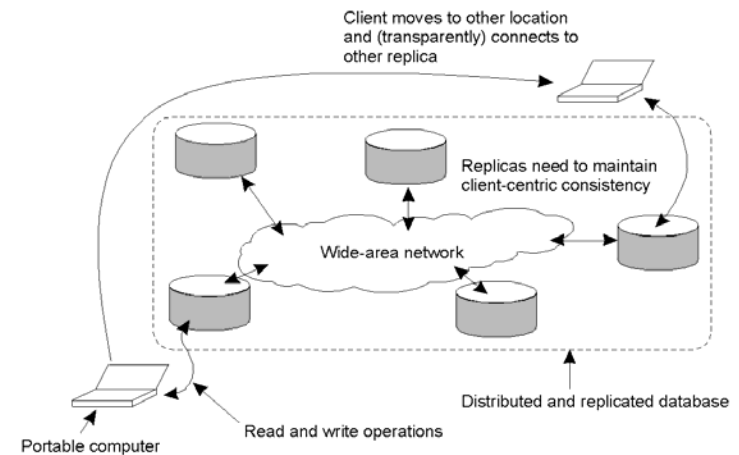 Client moves to other location
and (transparently) connects to
other replica
Replicas need to maintain
client-centric consistency
Wide-area network
Distributed and replicated database
Read and write operations
Portable computer